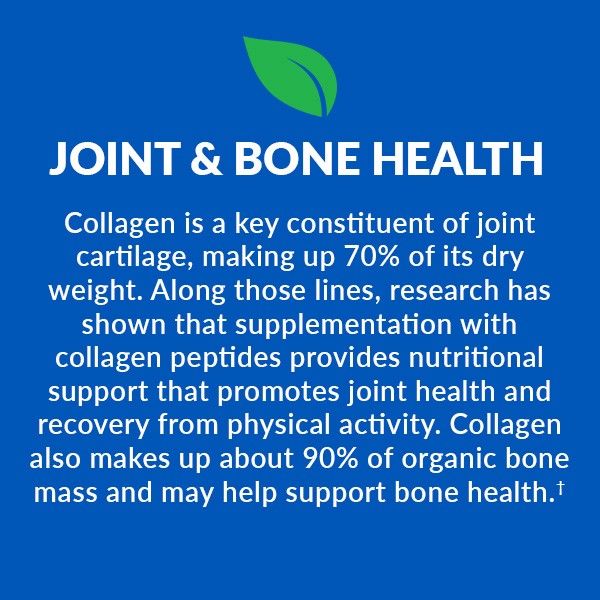 JOINT & BONE HEALTH
Collagen is a key constituent of joint
cartilage, making up 70% of its dry
weight. Along those lines, research has
shown that supplementation with
collagen peptides provides nutritional
support that promotes joint health and
recovery from physical activity. Collagen
also makes up about 90% of organic bone
mass and may help support bone health.†